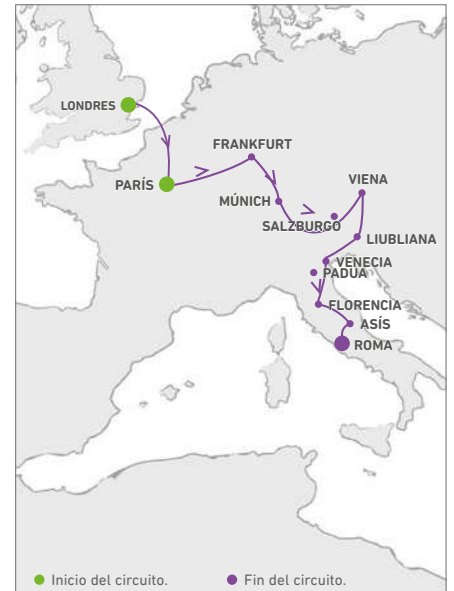 LONDRES
FRANKFURT
PARÍS
VIENA
MÚNICH
SALZBURGO
LIUBLIANA
VENECIA
PADUA
FLORENCIA
ASÍS
ROMA
Inicio del circuito.
Fin del circuito.